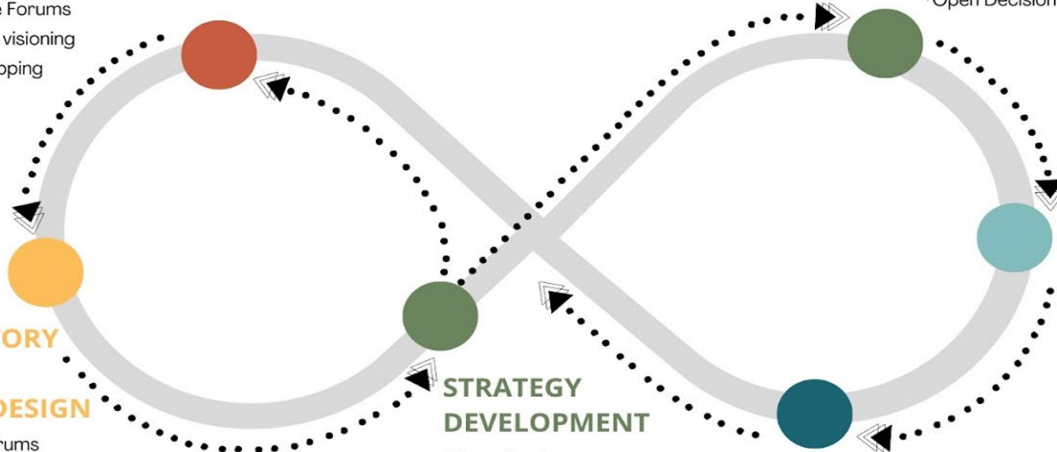 e Forums
visioning
pping
*Open Decision
ORY
DESIGN
rums
STRATEGY
DEVELOPMENT